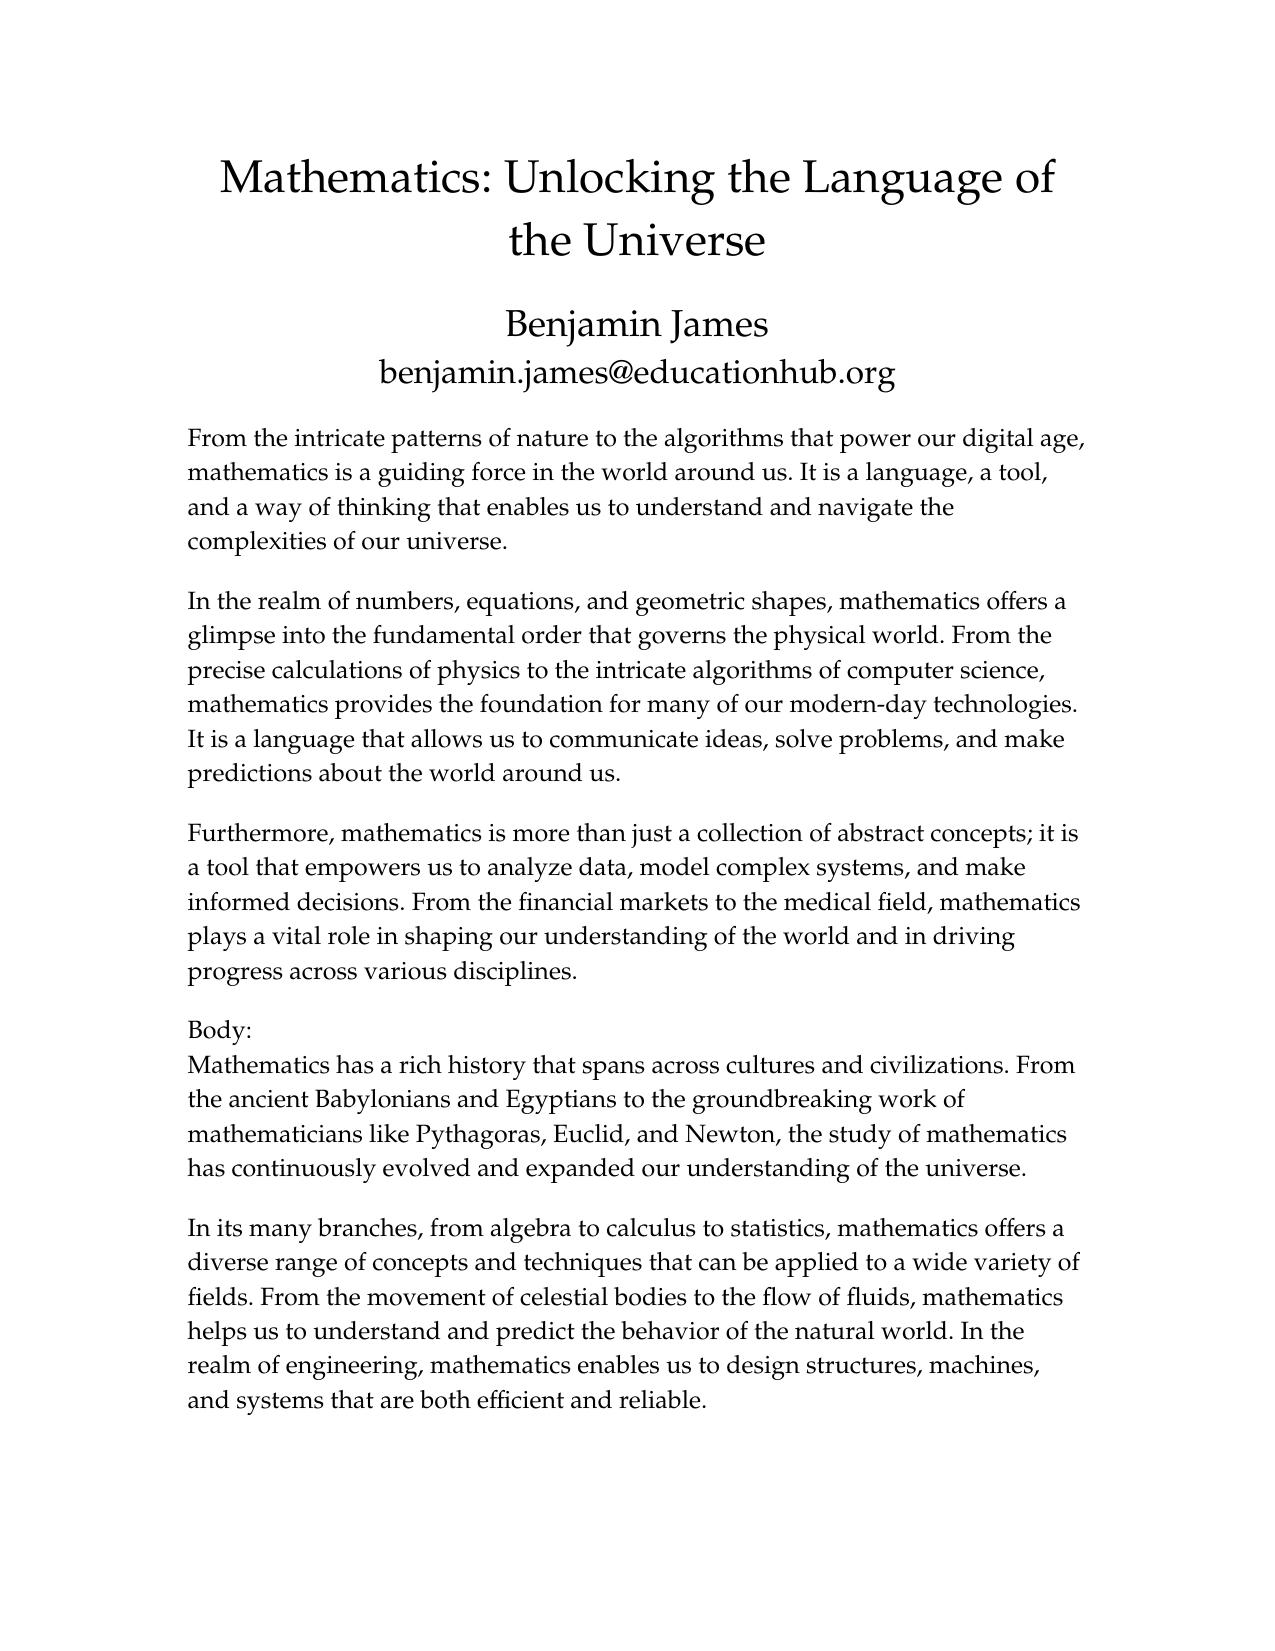 Mathematics: Unlocking the Language of
the Universe
Benjamin James
benjamin.james@educationhub.org
From the intricate patterns of nature to the algorithms that power our digital age,
mathematics is a guiding force in the world around us. It is a language, a tool,
and a way of thinking that enables us to understand and navigate the
complexities of our universe.
In the realm of numbers, equations, and geometric shapes, mathematics offers a
glimpse into the fundamental order that governs the physical world. From the
precise calculations of physics to the intricate algorithms of computer science,
mathematics provides the foundation for many of our modern-day technologies.
It is a language that allows us to communicate ideas, solve problems, and make
predictions about the world around us.
Furthermore, mathematics is more than just a collection of abstract concepts; it is
a tool that empowers us to analyze data, model complex systems, and make
informed decisions. From the financial markets to the medical field, mathematics
plays a vital role in shaping our understanding of the world and in driving
progress across various disciplines.
Body:
Mathematics has a rich history that spans across cultures and civilizations. From
the ancient Babylonians and Egyptians to the groundbreaking work of
mathematicians like Pythagoras, Euclid, and Newton, the study of mathematics
has continuously evolved and expanded our understanding of the universe.
In its many branches, from algebra to calculus to statistics, mathematics offers a
diverse range of concepts and techniques that can be applied to a wide variety of
fields. From the movement of celestial bodies to the flow of fluids, mathematics
helps us to understand and predict the behavior of the natural world. In the
realm of engineering, mathematics enables us to design structures, machines,
and systems that are both efficient and reliable.